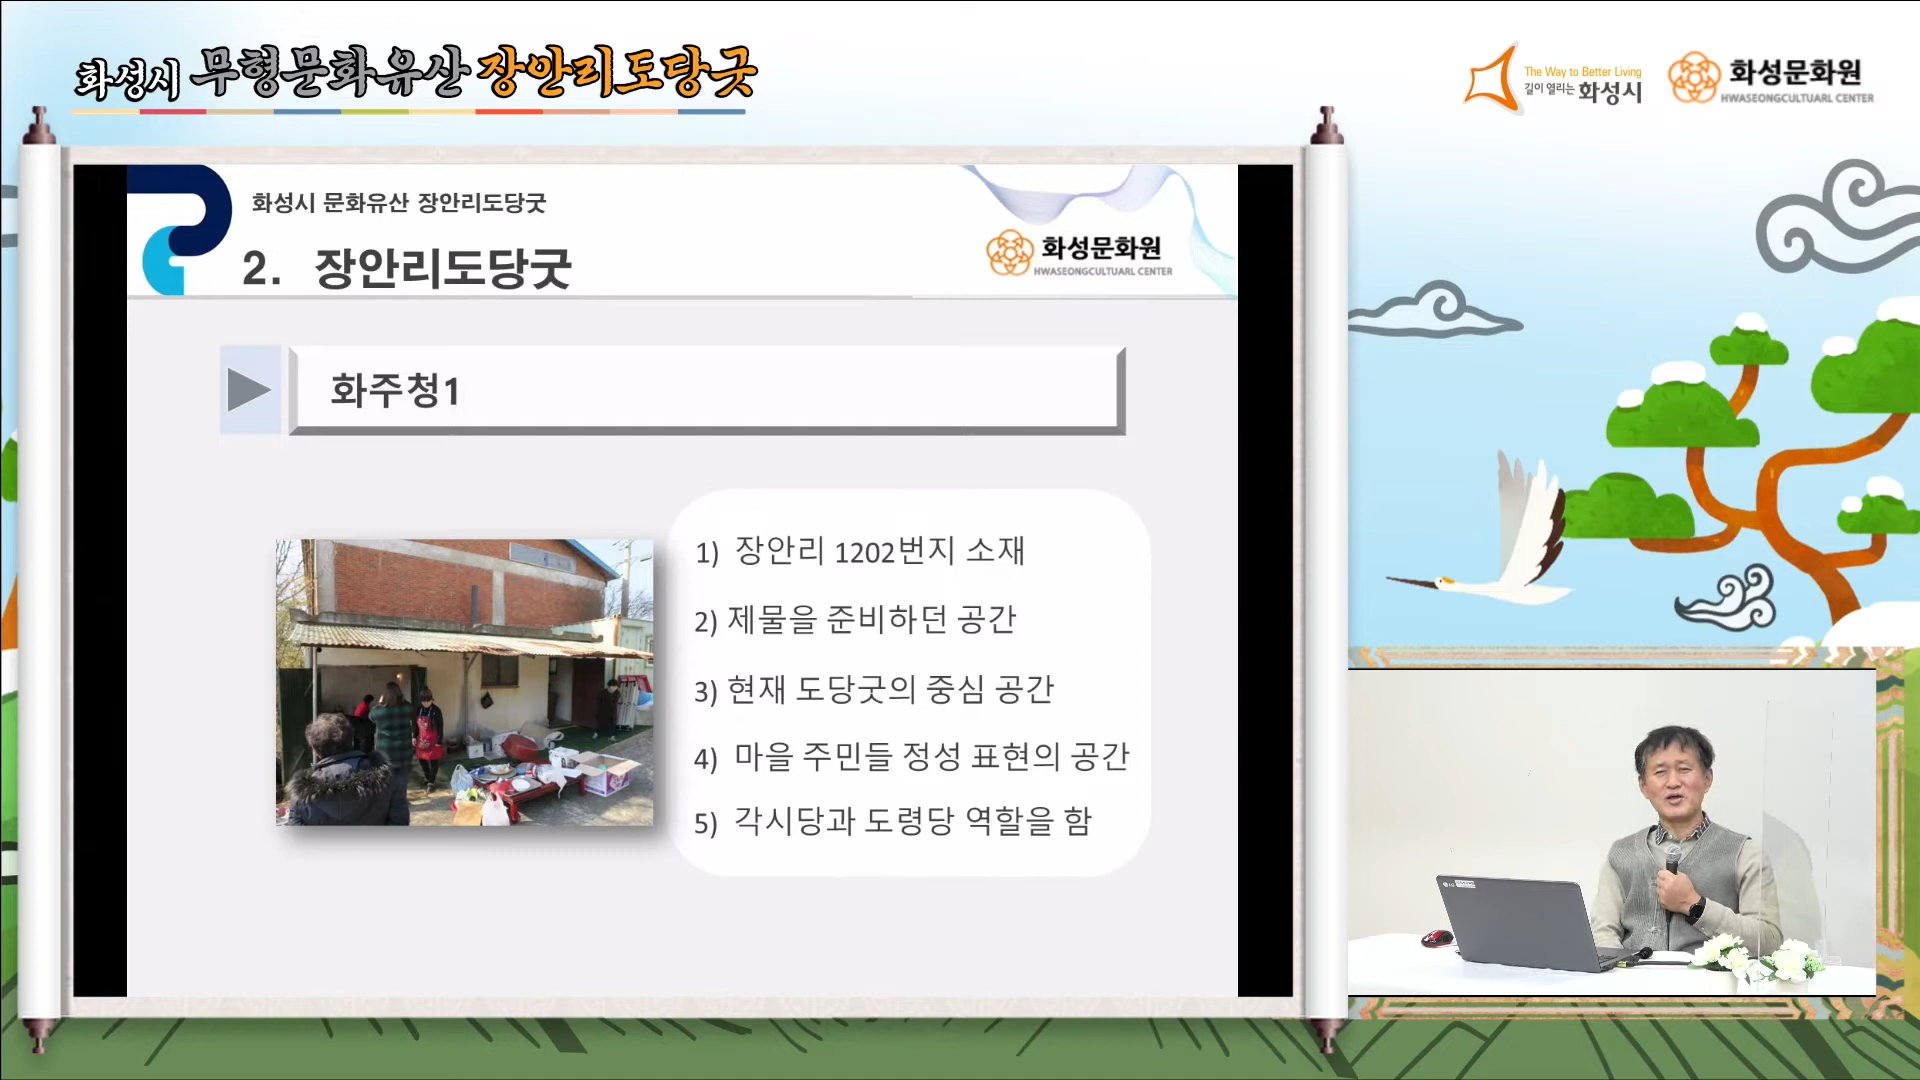 화성시 무형문화유산 장안리도당굿
The Way to Better Living
길이 열리는 화성시
화성문화원
HWASEONGCULTUARL CENTER
화성시 문화유산 장안리도당굿
2. 장안리도당굿
화성문화원
HWASEONGCULTUARL CENTER
화주청1
1) 장안리 1202번지 소재
2) 제물을 준비하던 공간
3) 현재 도당굿의 중심 공간
4) 마을 주민들 정성 표현의 공간
5) 각시당과 도령당 역할을 함